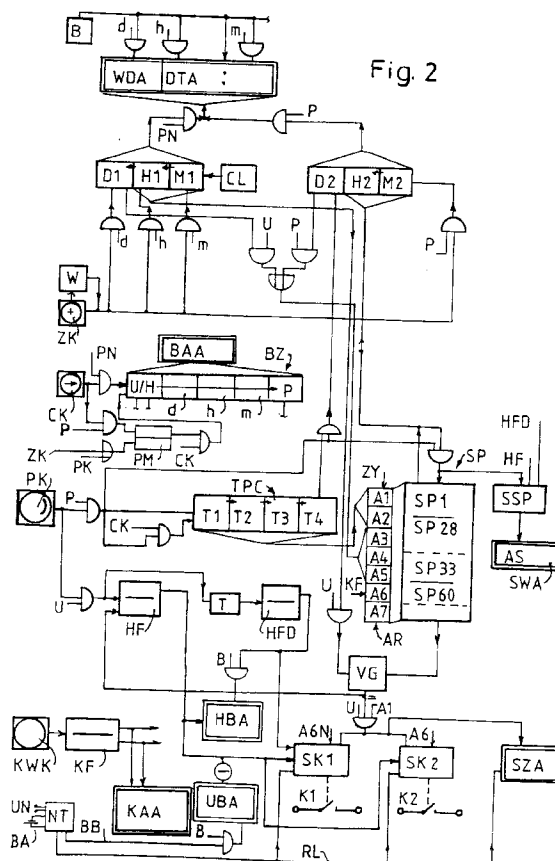 B
d
h
m
Fig. 2
WDA
DTA
:
PN
P
D1
H1
M1
CL
D2
H2
M2
U
P
P
d
h
m
W
ZK
+
PN
BAA
BZ
CK
U/H
d
h
m
P
P
ZK
PK
PM
CK
SP
HFD
HF
ZY
PK
P
TPC
CK
T1
T2
T3
T4
A1
A2
A3
A4
A5
A6
A7
SP1
SP28
SP33
SP60
SSP
AS
SWA
KF
AR
U
U
HF
T
HFD
VG
B
HBA
U
A1
A6N
A6
KWK
KF
SK1
SK2
SZA
K1
K2
KAA
UBA
B
UN
NT
BA
BB
RL